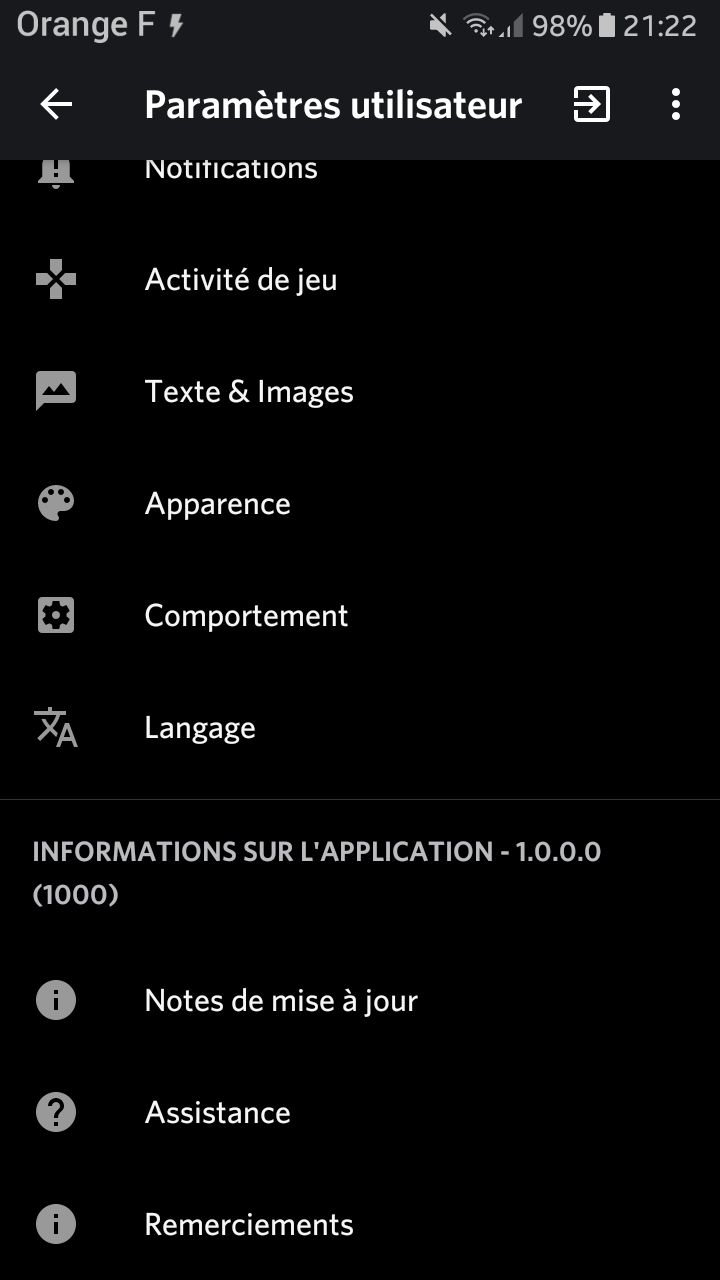 Orange F 98% 21:22
Paramètres utilisateur
Notifications
Activité de jeu
Texte & Images
Apparence
Comportement
Langage
INFORMATIONS SUR L'APPLICATION - 1.0.0.0
(1000)
Notes de mise à jour
Assistance
Remerciements